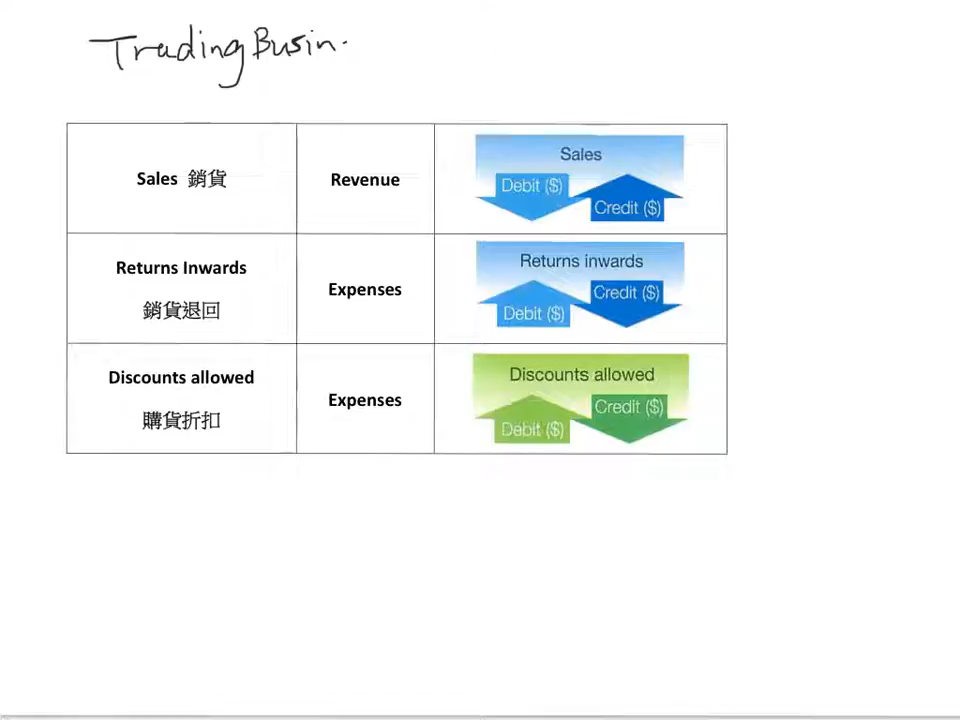 Trading Busin.
Sales 銷貨
Revenue
Sales
Debit ($)
Credit ($)
Returns Inwards
銷貨退回
Expenses
Returns inwards
Credit ($)
Debit ($)
Discounts allowed
購貨折扣
Expenses
Discounts allowed
Credit ($)
Debit ($)